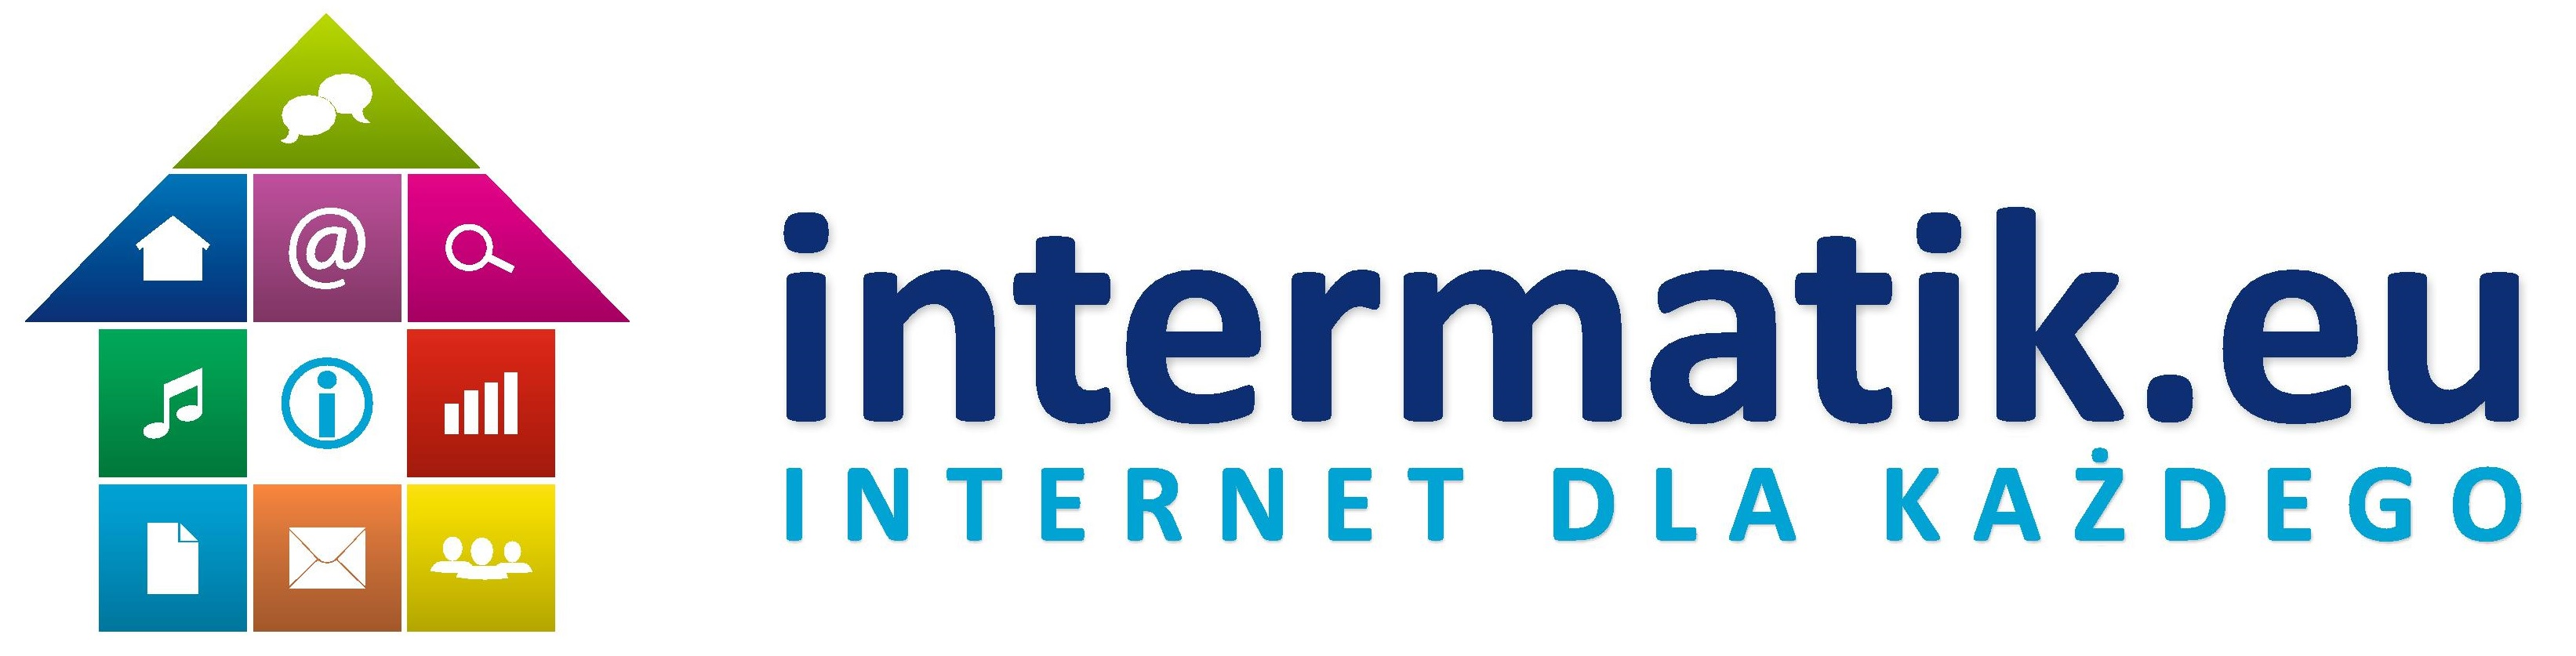 @
i
intermatik.eu
INTERNET DLA KAŻDEGO